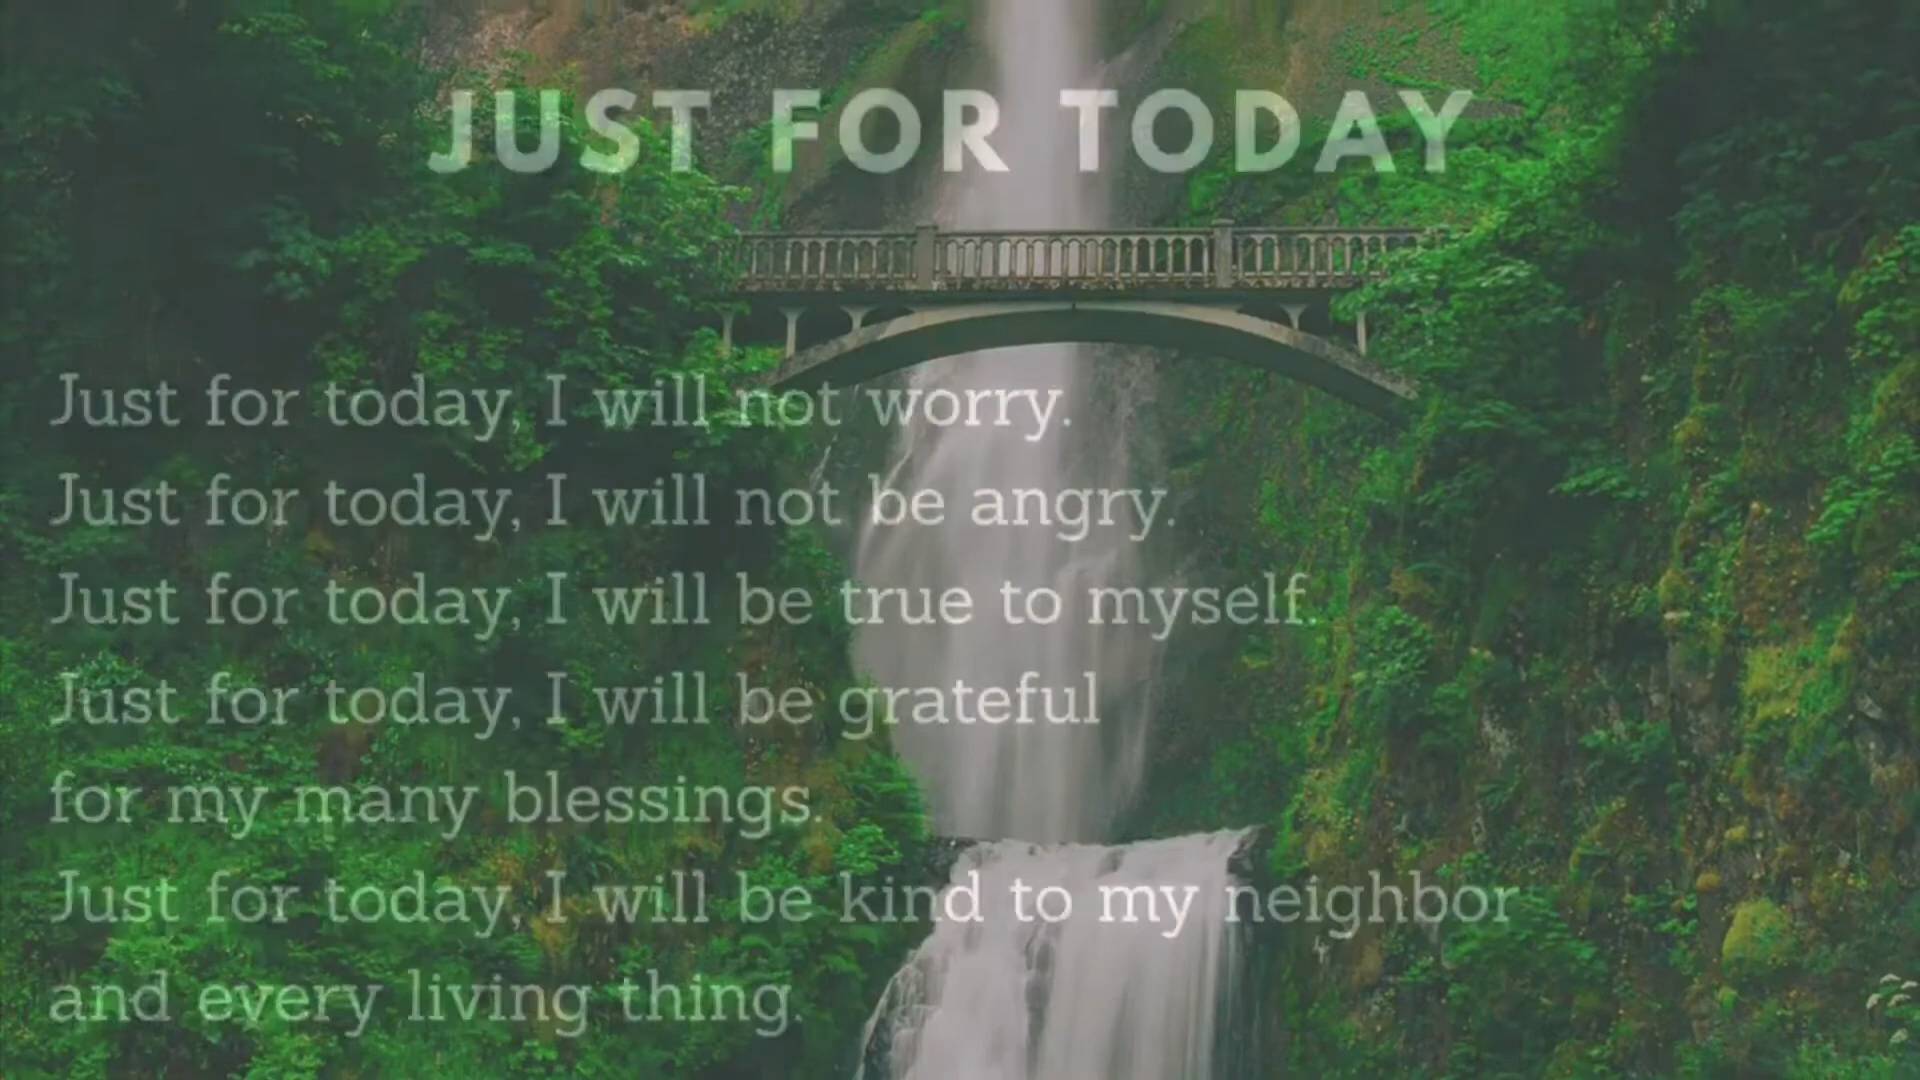 JUST FOR TODAY
Just for today, I will not worry.
Just for today, I will not be angry.
Just for today, I will be true to myself.
Just for today, I will be grateful
for my many blessings.
Just for today, I will be kind to my neighbor
and every living thing.